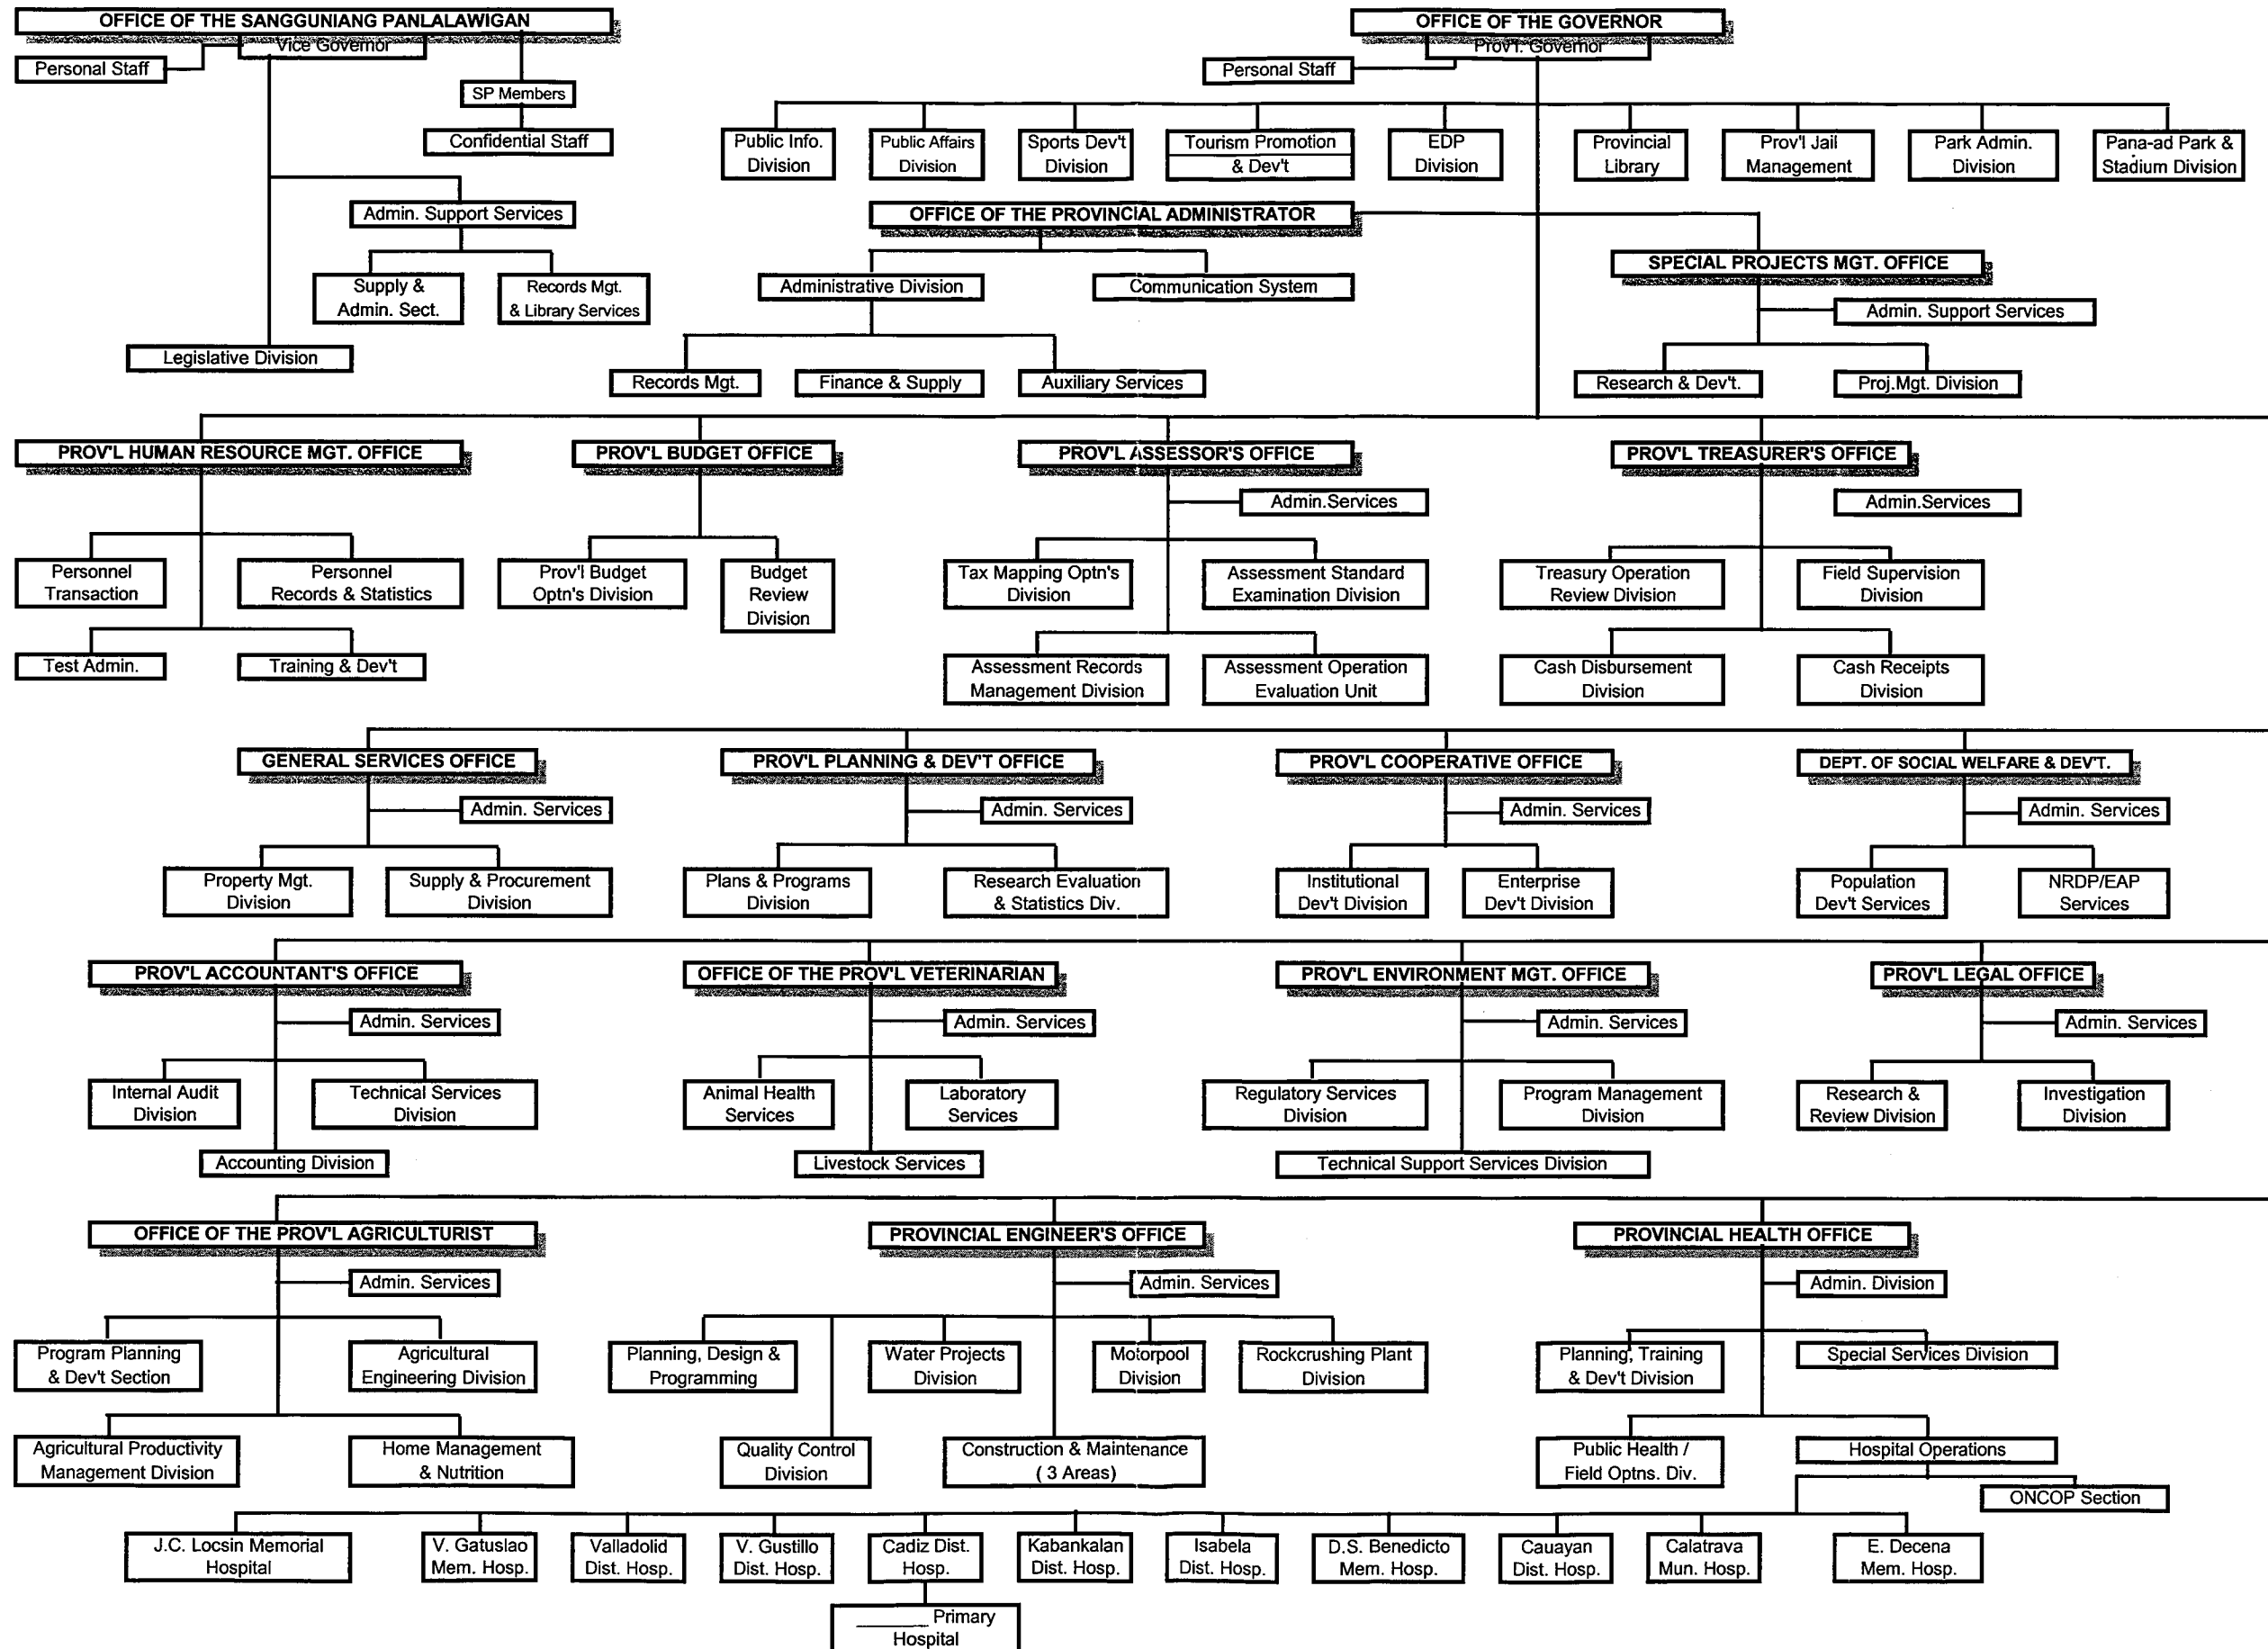 OFFICE OF THE SANGGUNIANG PANLALAWIGAN
Vice Governor
Personal Staff
SP Members
Confidential Staff
Admin. Support Services
Supply &
Admin. Sect.
Records Mgt.
& Library Services
Legislative Division
OFFICE OF THE GOVERNOR
Prov'l. Governor
Personal Staff
Public Info.
Division
Public Affairs
Division
Sports Dev't
Division
Tourism Promotion
& Dev't
EDP
Division
Provincial
Library
Prov'l Jail
Management
Park Admin.
Division
Pana-ad Park &
Stadium Division
OFFICE OF THE PROVINCIAL ADMINISTRATOR
Administrative Division
Communication System
Records Mgt.
Finance & Supply
Auxiliary Services
SPECIAL PROJECTS MGT. OFFICE
Admin. Support Services
Research & Dev't.
Proj.Mgt. Division
PROV'L HUMAN RESOURCE MGT. OFFICE
Personnel
Transaction
Personnel
Records & Statistics
Test Admin.
Training & Dev't
PROV'L BUDGET OFFICE
Prov'l Budget
Optn's Division
Budget
Review
Division
PROV'L ASSESSOR'S OFFICE
Admin.Services
Tax Mapping Optn's
Division
Assessment Standard
Examination Division
Assessment Records
Management Division
Assessment Operation
Evaluation Unit
PROV'L TREASURER'S OFFICE
Admin.Services
Treasury Operation
Review Division
Field Supervision
Division
Cash Disbursement
Division
Cash Receipts
Division
GENERAL SERVICES OFFICE
Admin. Services
Property Mgt.
Division
Supply & Procurement
Division
PROV'L PLANNING & DEV'T OFFICE
Admin. Services
Plans & Programs
Division
Research Evaluation
& Statistics Div.
PROV'L COOPERATIVE OFFICE
Admin. Services
Institutional
Dev't Division
Enterprise
Dev't Division
DEPT. OF SOCIAL WELFARE & DEV'T.
Admin. Services
Population
Dev't Services
NRDP/EAP
Services
PROV'L ACCOUNTANT'S OFFICE
Admin. Services
Internal Audit
Division
Technical Services
Division
Accounting Division
OFFICE OF THE PROV'L VETERINARIAN
Admin. Services
Animal Health
Services
Laboratory
Services
Livestock Services
PROV'L ENVIRONMENT MGT. OFFICE
Admin. Services
Regulatory Services
Division
Program Management
Division
Technical Support Services Division
PROV'L LEGAL OFFICE
Admin. Services
Research &
Review Division
Investigation
Division
OFFICE OF THE PROV'L AGRICULTURIST
Admin. Services
Program Planning
& Dev't Section
Agricultural
Engineering Division
Agricultural Productivity
Management Division
Home Management
& Nutrition
PROVINCIAL ENGINEER'S OFFICE
Admin. Services
Planning, Design &
Programming
Water Projects
Division
Motorpool
Division
Rockcrushing Plant
Division
Quality Control
Division
Construction & Maintenance
( 3 Areas)
PROVINCIAL HEALTH OFFICE
Admin. Division
Planning, Training
& Dev't Division
Special Services Division
Public Health /
Field Optns. Div.
Hospital Operations
ONCOP Section
J.C. Locsin Memorial
Hospital
V. Gatuslao
Mem. Hosp.
Valladolid
Dist. Hosp.
V. Gustillo
Dist. Hosp.
Cadiz Dist.
Hosp.
Kabankalan
Dist. Hosp.
Isabela
Dist. Hosp.
D.S. Benedicto
Mem. Hosp.
Cauayan
Dist. Hosp.
Calatrava
Mun. Hosp.
E. Decena
Mem. Hosp.
_______ Primary
Hospital